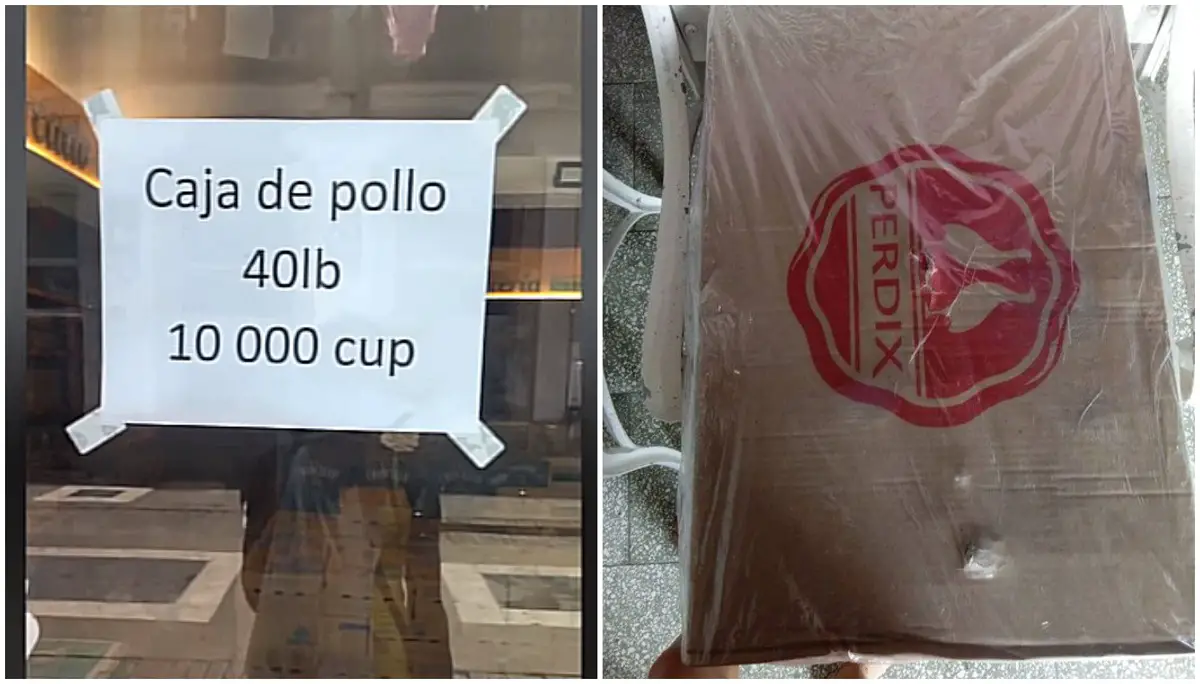 Caja de pollo
40lb
10 000 cup
PERDIX